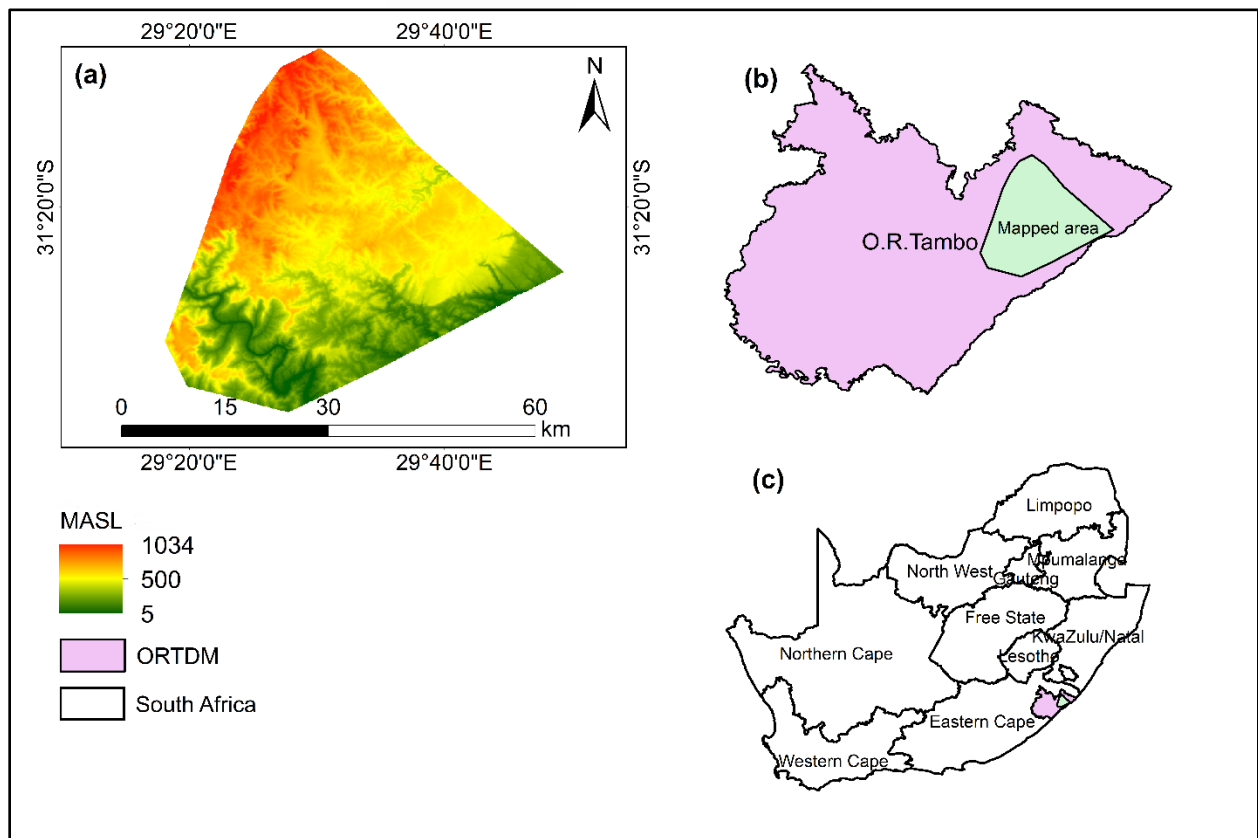 29°20'0"E 29°40'0"E
(a)
N
31°20'0"S 31°20'0"S
0 15 30 60
km
29°20'0"E 29°40'0"E
MASL
1034
500
5
ORTDM
South Africa
(b)
O.R.Tambo
Mapped area
(c)
Limpopo
North West
Mpumalanga
Gauteng
Free State
KwaZulu/Natal
Lesotho
Northern Cape
Eastern Cape
Western Cape